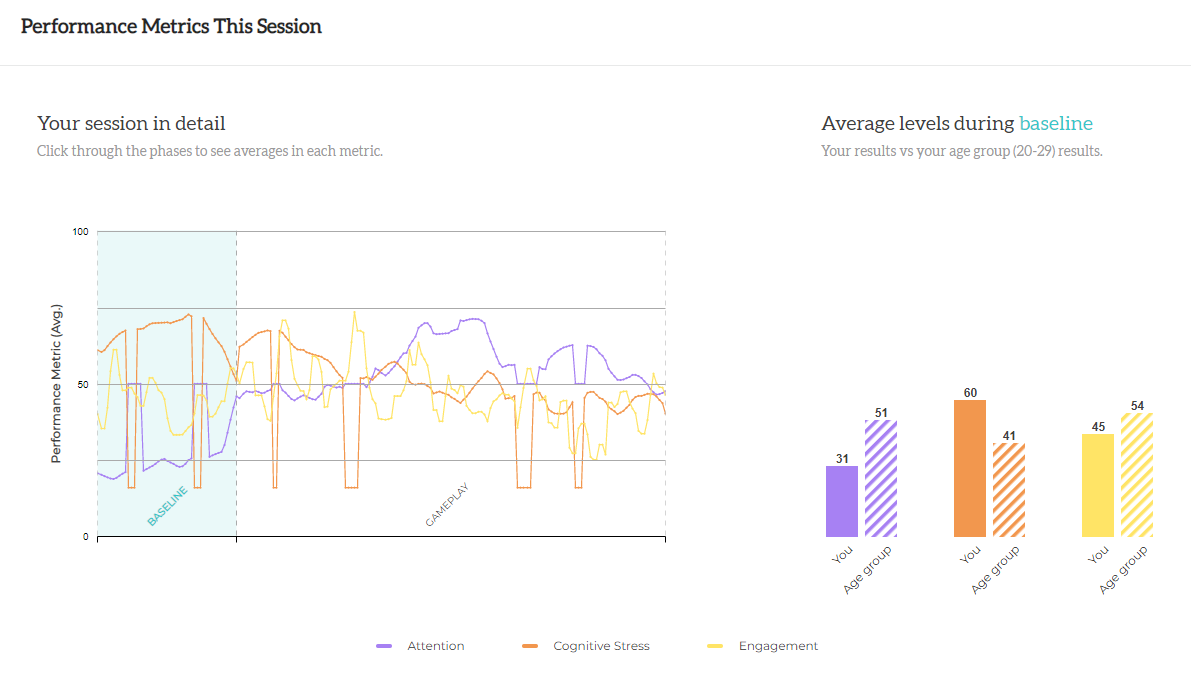 Performance Metrics This Session
Your session in detail
Click through the phases to see averages in each metric.
Average levels during baseline
Your results vs your age group (20-29) results.
100
50
0
Performance Metric (Avg.)
BASELINE
GAMEPLAY
31
51
60
41
45
54
You
Age group
You
Age group
You
Age group
Attention
Cognitive Stress
Engagement